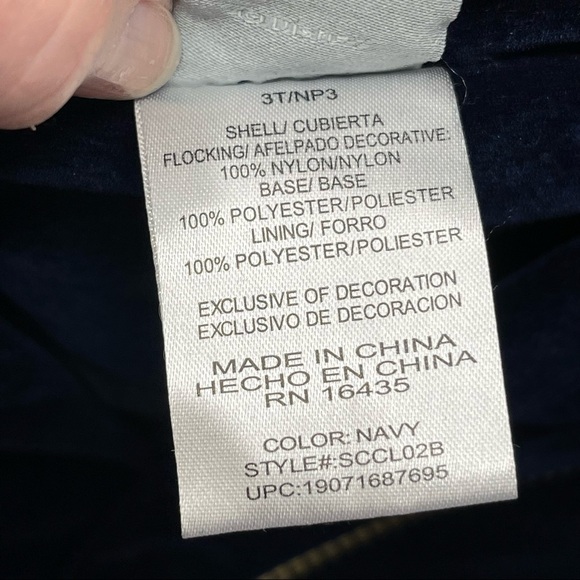 3T/NP3
SHELL/ CUBIERTA
FLOCKING/ AFELPADO DECORATIVE:
100% NYLON/NYLON
BASE/ BASE
100% POLYESTER/POLIESTER
LINING/ FORRO
100% POLYESTER/POLIESTER
EXCLUSIVE OF DECORATION
EXCLUSIVO DE DECORACION
MADE IN CHINA
HECHO EN CHINA
RN 16435
COLOR: NAVY
STYLE#:SCCL02B
UPC:19071687695